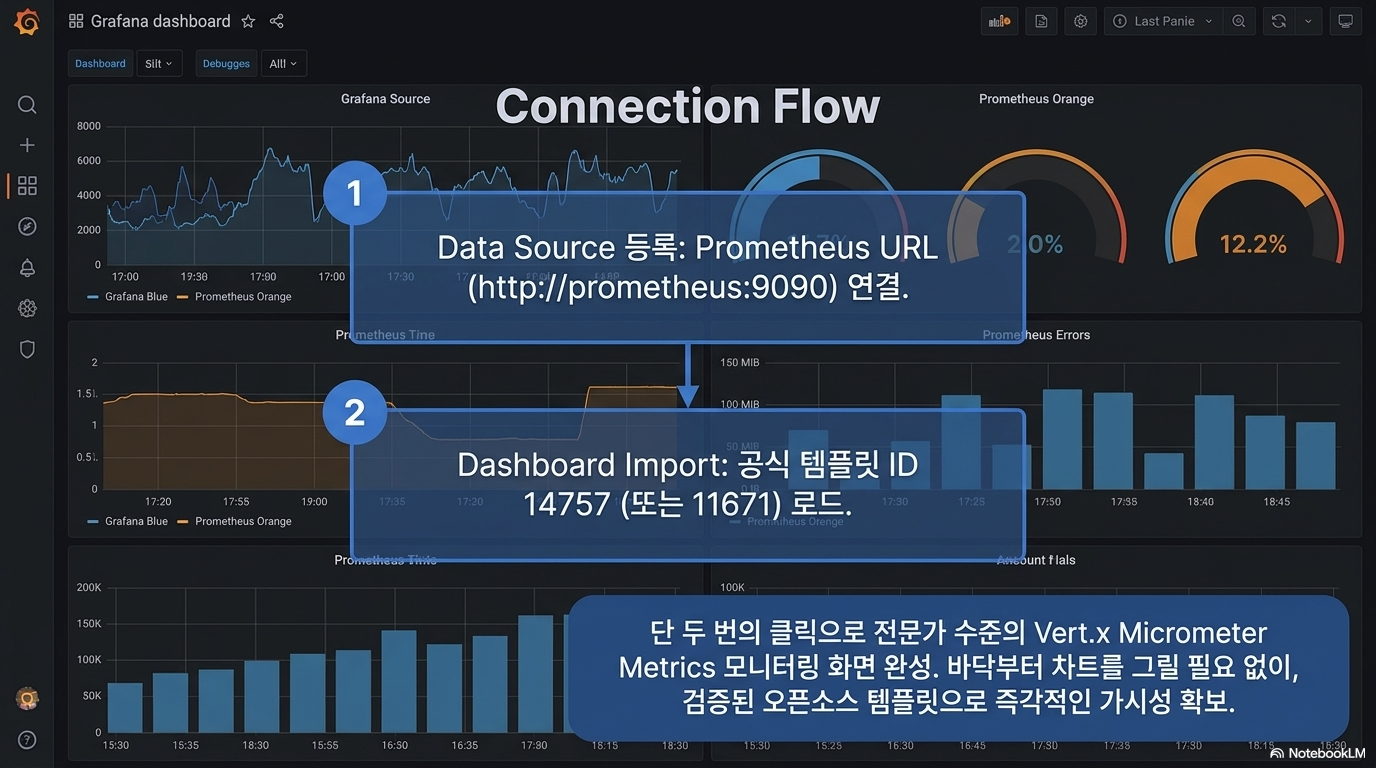 Grafana dashboard
Last Panie
Dashboard
Silt
Debugges
Alll
Connection Flow
Grafana Source
8000
6000
4000
2000
0
17:00
17:30
17:90
17:00
17:30
Grafana Blue
Prometheus Orange
Prometheus Orange
2.0%
12.2%
1
Data Source 등록: Prometheus URL
(http://prometheus:9090) 연결.
Prometheus Tine
2
1
0
17:20
17:55
19:00
17:35
17:20
Grafana Blue
Prometheus Orange
Prometheus Errors
150 MIB
100 MIB
50 MIB
17:30
17:25
17:50
17:35
18:40
18:45
2
Dashboard Import: 공식 템플릿 ID
14757 (또는 11671) 로드.
200K
150K
100K
50K
0
15:30
15:35
18:30
15:55
16:50
16:35
17:80
18:15
18:30
100K
단 두 번의 클릭으로 전문가 수준의 Vert.x Micrometer
Metrics 모니터링 화면 완성. 바닥부터 차트를 그릴 필요 없이,
검증된 오픈소스 템플릿으로 즉각적인 가시성 확보.
15:30
16:30
16:45
17:30
17:30
NotebookLM